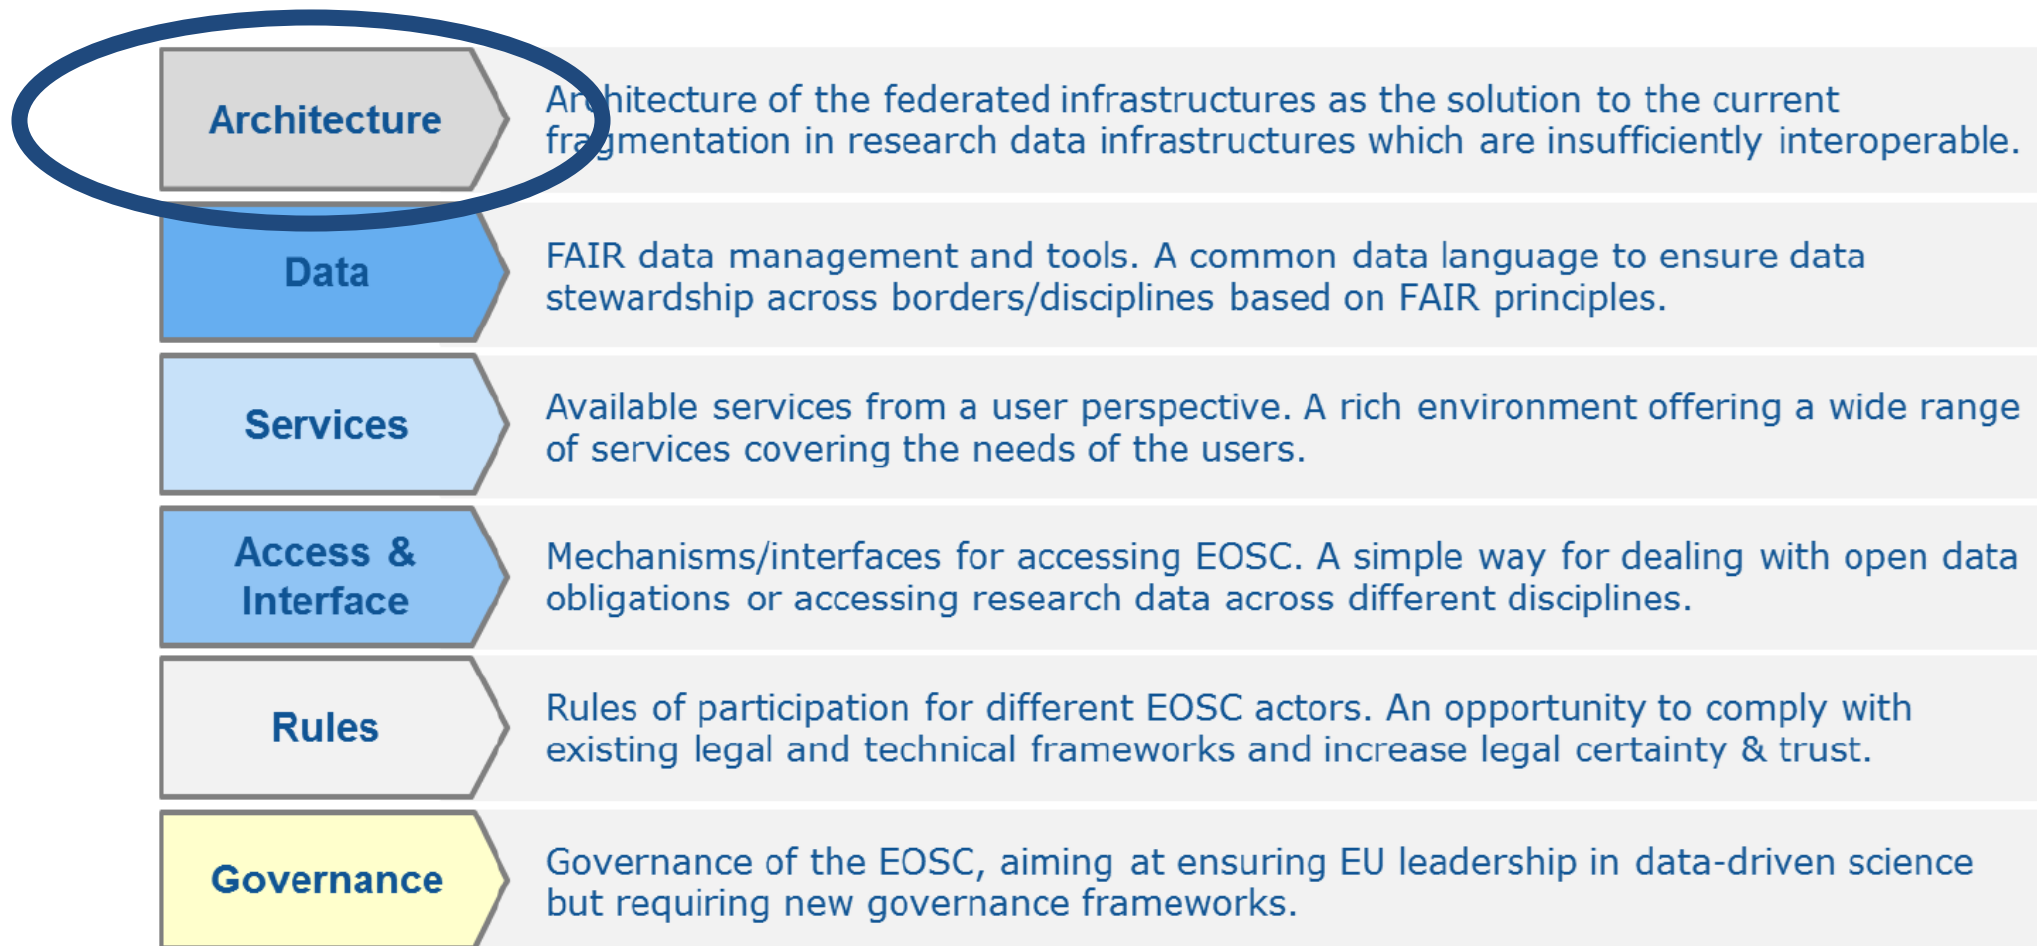 Architecture
Architecture of the federated infrastructures as the solution to the current
fragmentation in research data infrastructures which are insufficiently interoperable.
Data
FAIR data management and tools. A common data language to ensure data
stewardship across borders/disciplines based on FAIR principles.
Services
Available services from a user perspective. A rich environment offering a wide range
of services covering the needs of the users.
Access &
Interface
Mechanisms/interfaces for accessing EOSC. A simple way for dealing with open data
obligations or accessing research data across different disciplines.
Rules
Rules of participation for different EOSC actors. An opportunity to comply with
existing legal and technical frameworks and increase legal certainty & trust.
Governance
Governance of the EOSC, aiming at ensuring EU leadership in data-driven science
but requiring new governance frameworks.